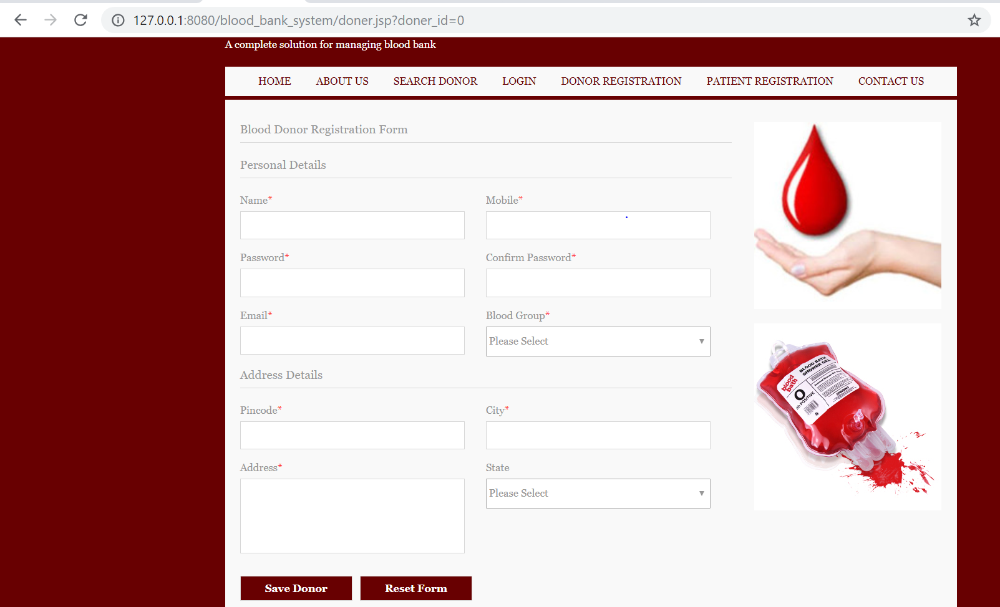 127.0.0.1:8080/blood_bank_system/doner.jsp?doner_id=0
A complete solution for managing blood bank
HOME ABOUT US SEARCH DONOR LOGIN DONOR REGISTRATION PATIENT REGISTRATION CONTACT US
Blood Donor Registration Form
Personal Details
Name* Mobile*
Password* Confirm Password*
Email* Blood Group*
Please Select
Address Details
Pincode* City*
Address* State
Please Select
Save Donor Reset Form
blood bath
BLOOD BATH
SHOWER GEL
O
POSITIVE